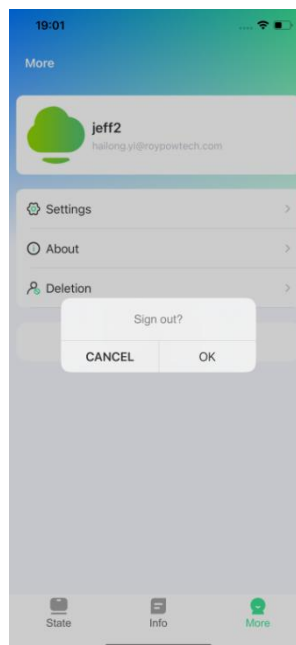 19:01
More
jeff2
hailong.yi@roypowtech.com
Settings
About
Deletion
Sign out?
CANCEL OK
State Info More